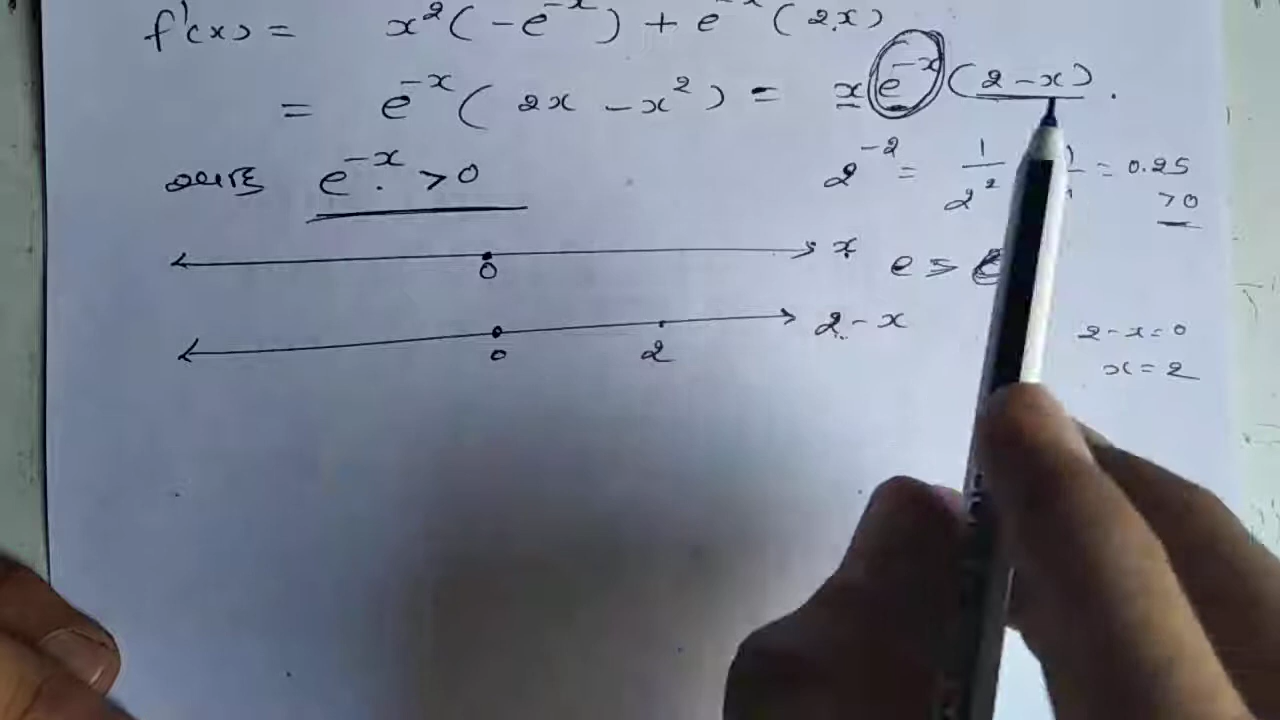 f'(x) = x²(-e⁻ˣ) + e⁻ˣ(2x)
= e⁻ˣ(2x - x²) = x e⁻ˣ (2-x).
e⁻ˣ > 0
2⁻² = 1/2² = 0.25
>0
0 x
0 2 2-x
2-x=0
x=2